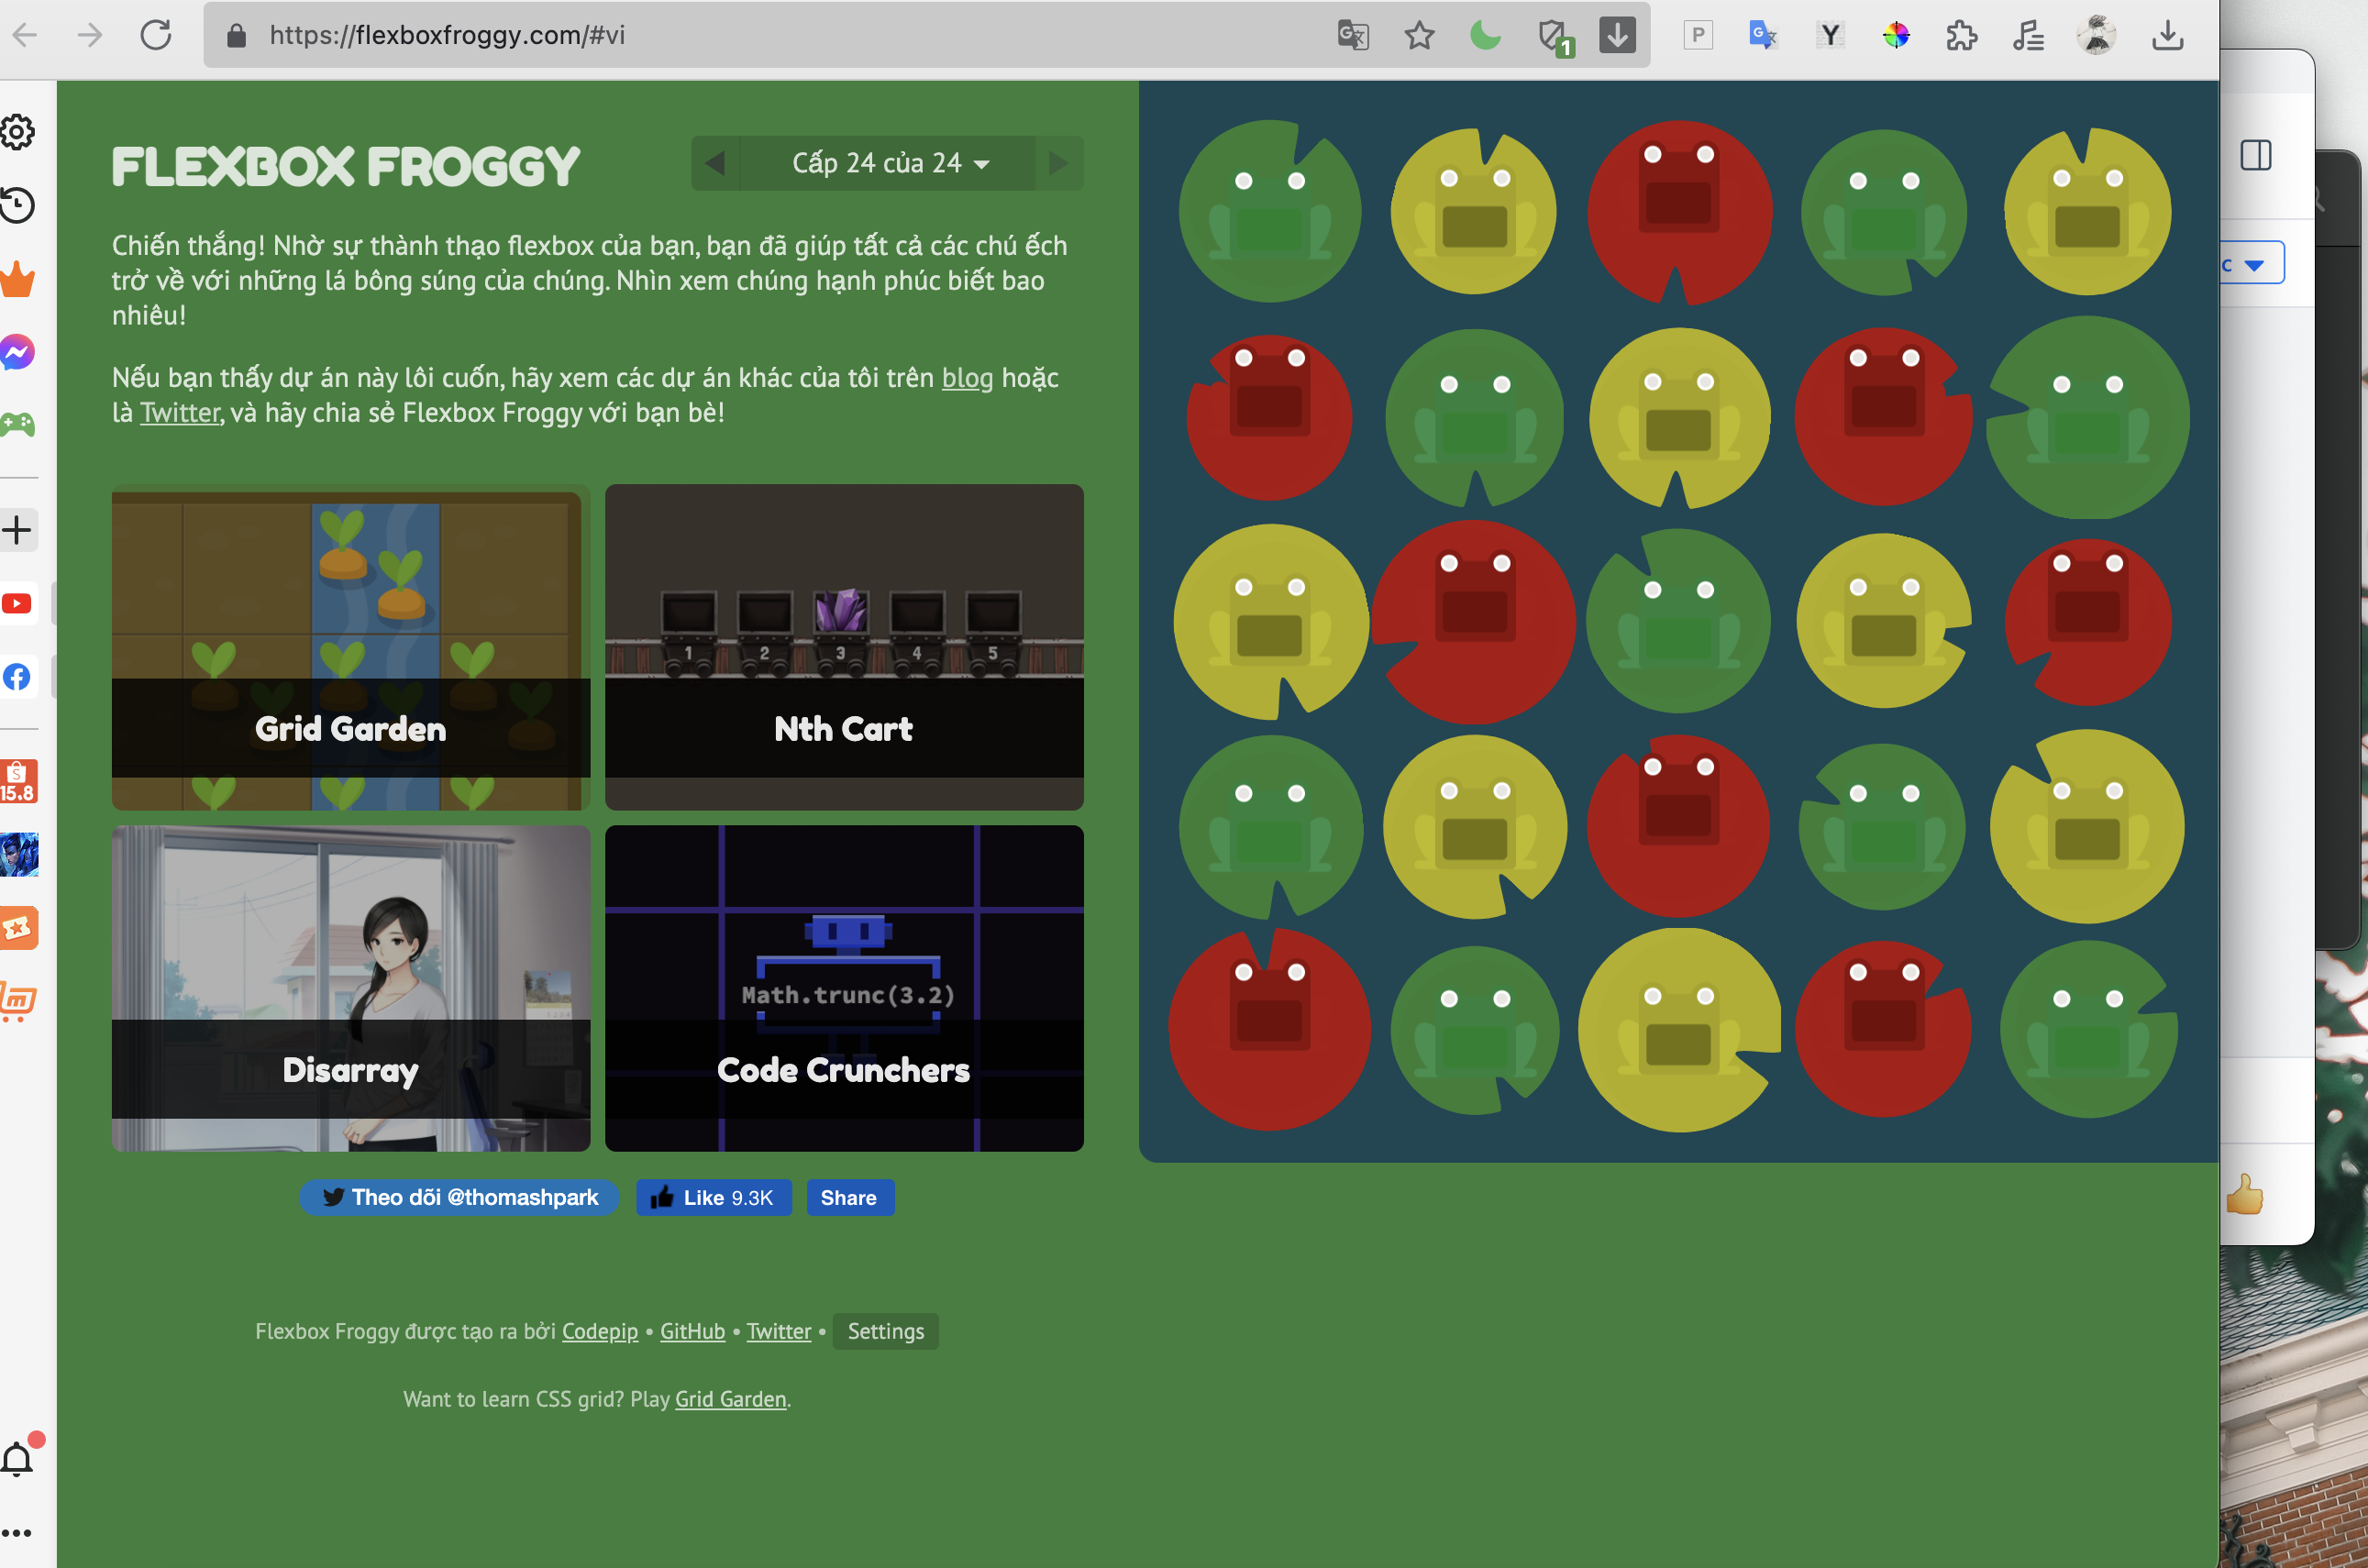 https://flexboxfroggy.com/#vi
1
P
Y
FLEXBOX FROGGY
Cấp 24 của 24
Chiến thắng! Nhờ sự thành thạo flexbox của bạn, bạn đã giúp tất cả các chú ếch
trở về với những lá bông súng của chúng. Nhìn xem chúng hạnh phúc biết bao
nhiêu!
Nếu bạn thấy dự án này lôi cuốn, hãy xem các dự án khác của tôi trên blog hoặc
là Twitter, và hãy chia sẻ Flexbox Froggy với bạn bè!
1 2 3 4 5
Grid Garden
Nth Cart
Math.trunc(3.2)
Disarray
Code Crunchers
Theo dõi @thomashpark
Like 9.3K
Share
Flexbox Froggy được tạo ra bởi Codepip • GitHub • Twitter • Settings
Want to learn CSS grid? Play Grid Garden.
15.8
c